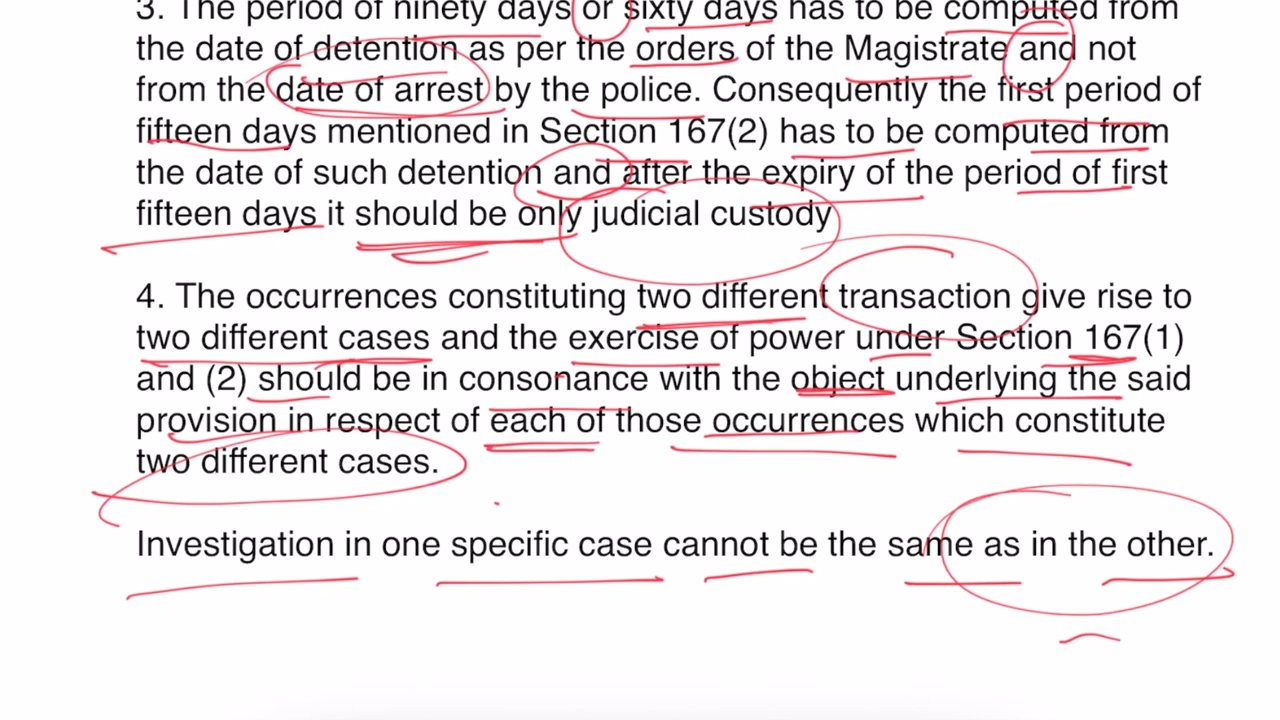 3. The period of ninety days or sixty days has to be computed from
the date of detention as per the orders of the Magistrate and not
from the date of arrest by the police. Consequently the first period of
fifteen days mentioned in Section 167(2) has to be computed from
the date of such detention and after the expiry of the period of first
fifteen days it should be only judicial custody
4. The occurrences constituting two different transaction give rise to
two different cases and the exercise of power under Section 167(1)
and (2) should be in consonance with the object underlying the said
provision in respect of each of those occurrences which constitute
two different cases.
Investigation in one specific case cannot be the same as in the other.